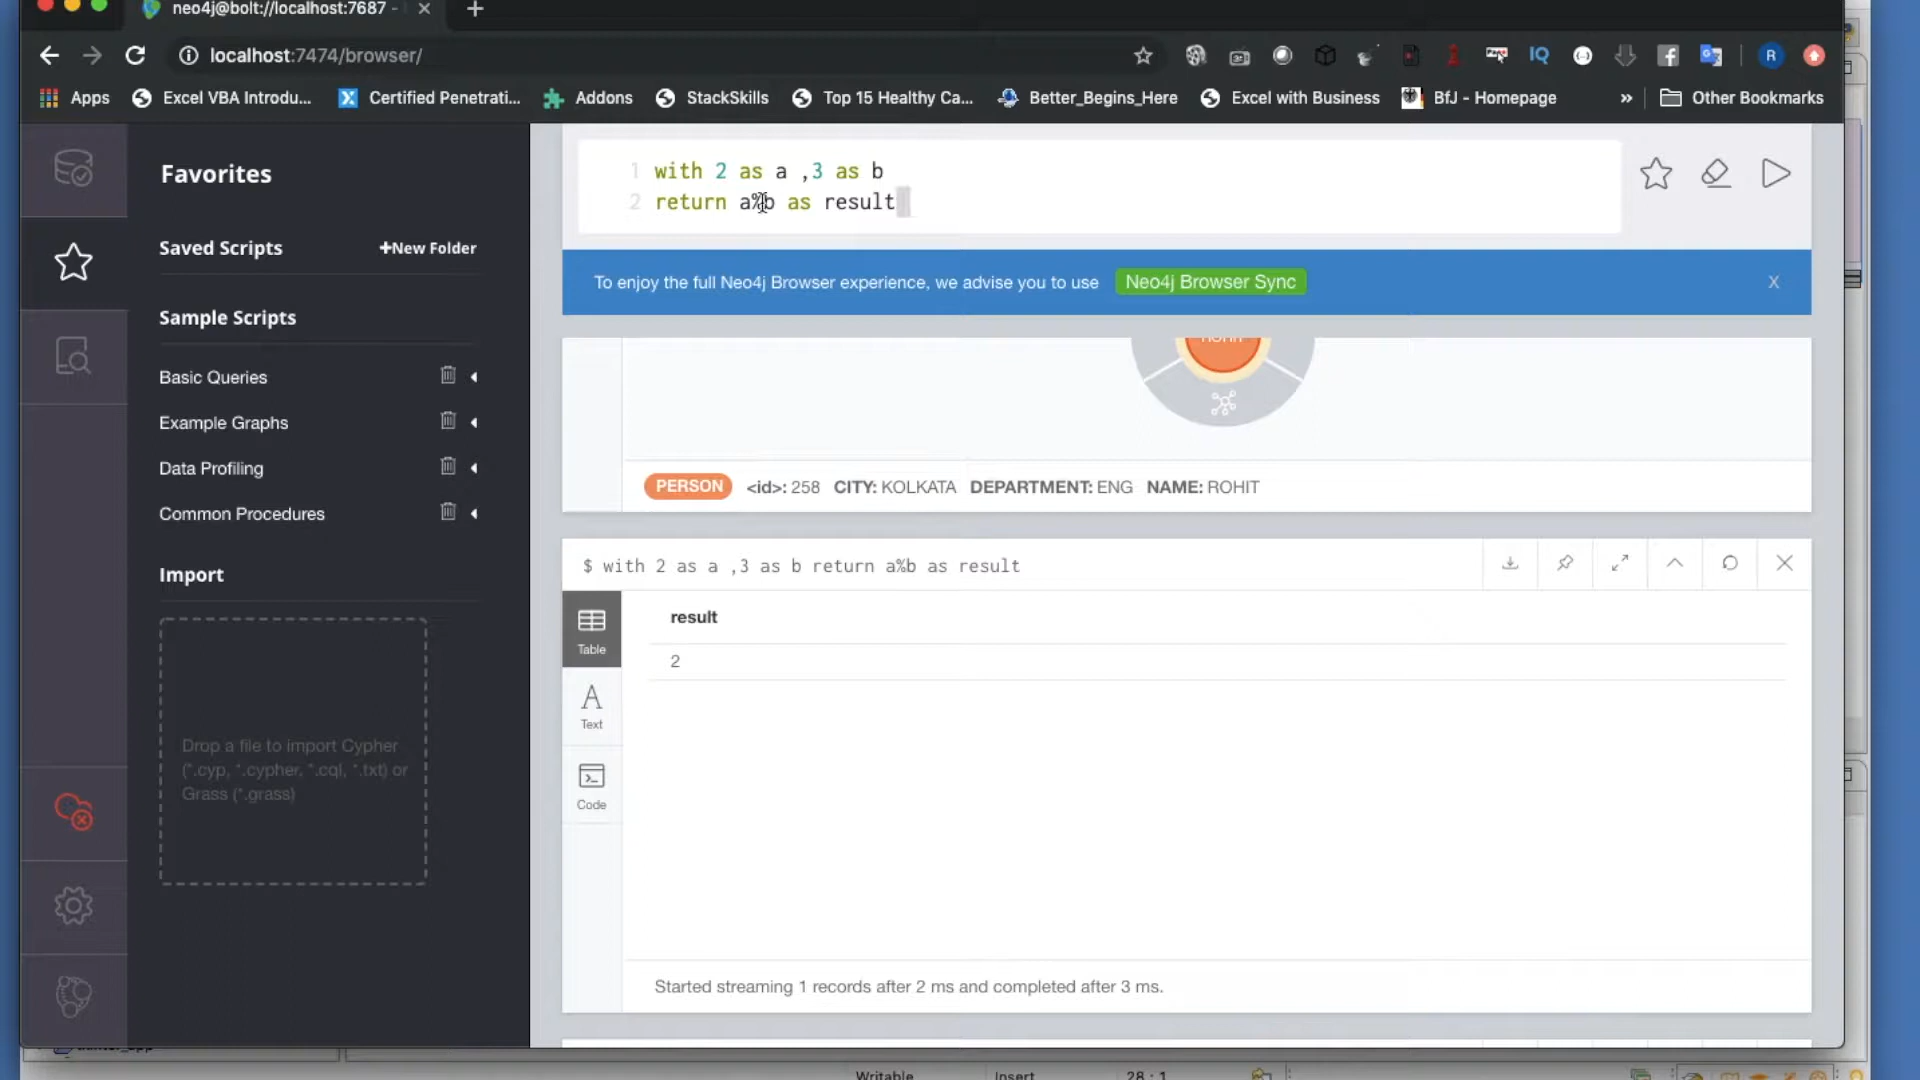 neo4j@bolt://localhost:7687 -
localhost:7474/browser/
IQ
R
Apps
Excel VBA Introdu...
Certified Penetrati...
Addons
StackSkills
Top 15 Healthy Ca...
Better_Begins_Here
Excel with Business
BfJ - Homepage
»
Other Bookmarks
Favorites
Saved Scripts
+New Folder
Sample Scripts
Basic Queries
Example Graphs
Data Profiling
Common Procedures
Import
Drop a file to import Cypher
(*.cyp, *.cypher, *.cql, *.txt) or
Grass (*.grass)
1 with 2 as a ,3 as b
2 return a%b as result
To enjoy the full Neo4j Browser experience, we advise you to use Neo4j Browser Sync X
ROHIT
PERSON <id>: 258 CITY: KOLKATA DEPARTMENT: ENG NAME: ROHIT
$ with 2 as a ,3 as b return a%b as result
Table
A
Text
Code
result
2
Started streaming 1 records after 2 ms and completed after 3 ms.
Writable
Insert
28 : 1